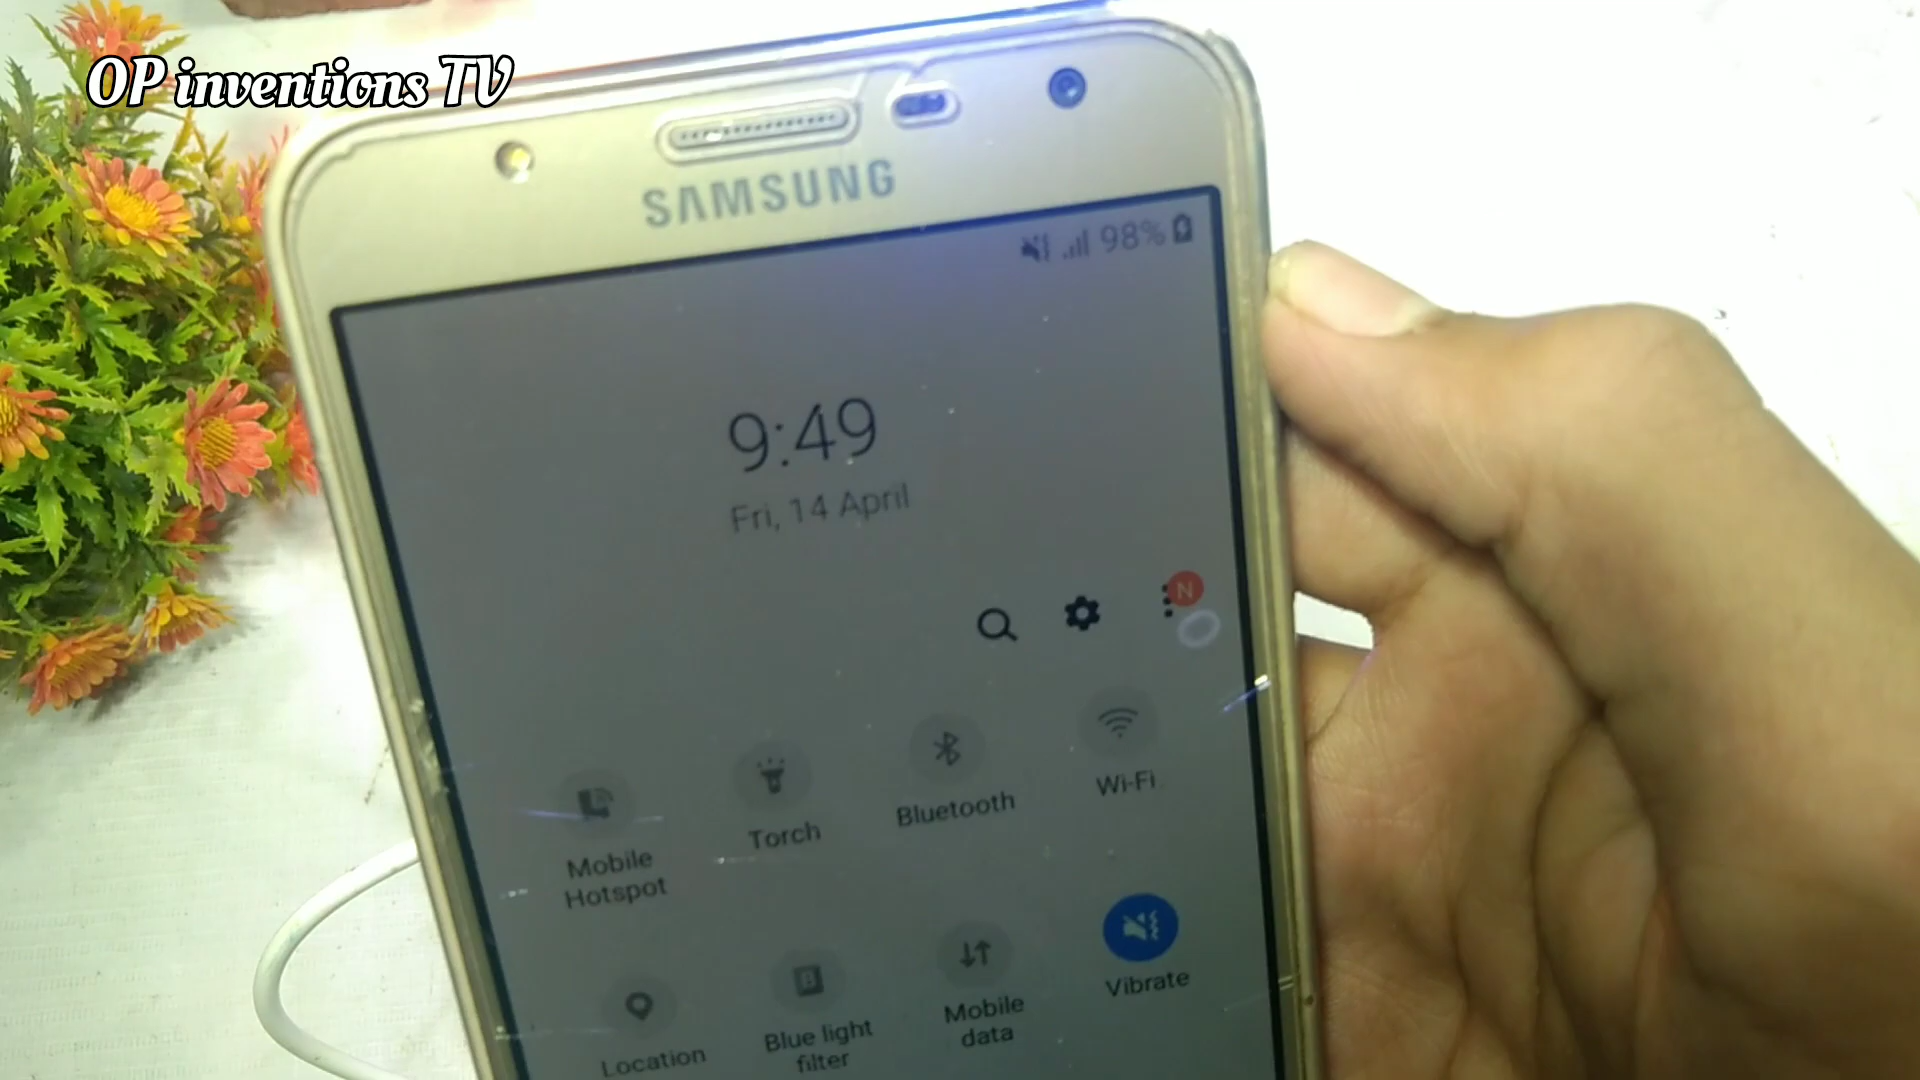 OP inventions TV
SAMSUNG
98%
9:49
Fri, 14 April
N
Mobile
Hotspot
Torch
Bluetooth
Wi-Fi
Location
Blue light
filter
Mobile
data
Vibrate